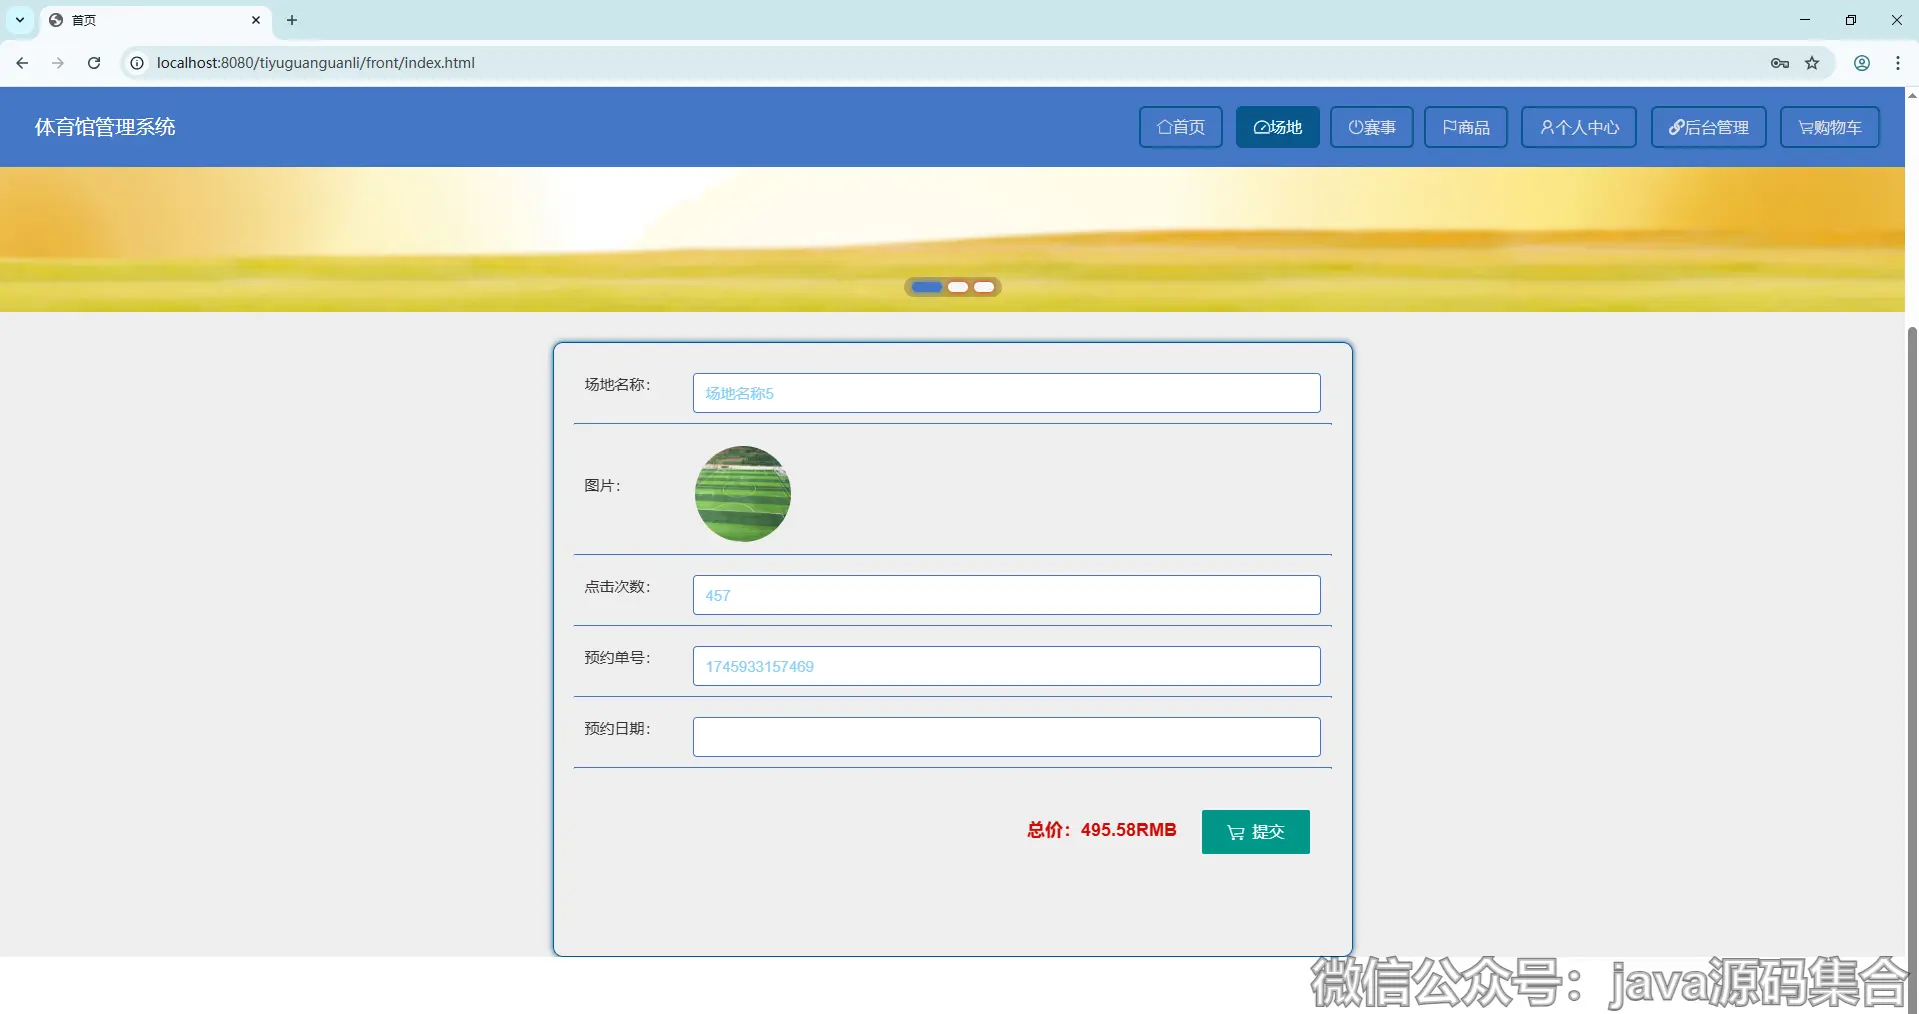 首页
localhost:8080/tiyuguanguanli/front/index.html
体育馆管理系统
首页
场地
赛事
商品
个人中心
后台管理
购物车
场地名称：
场地名称5
图片：
点击次数：
457
预约单号：
1745933157469
预约日期：
总价：495.58RMB
提交
微信公众号：java源码集合